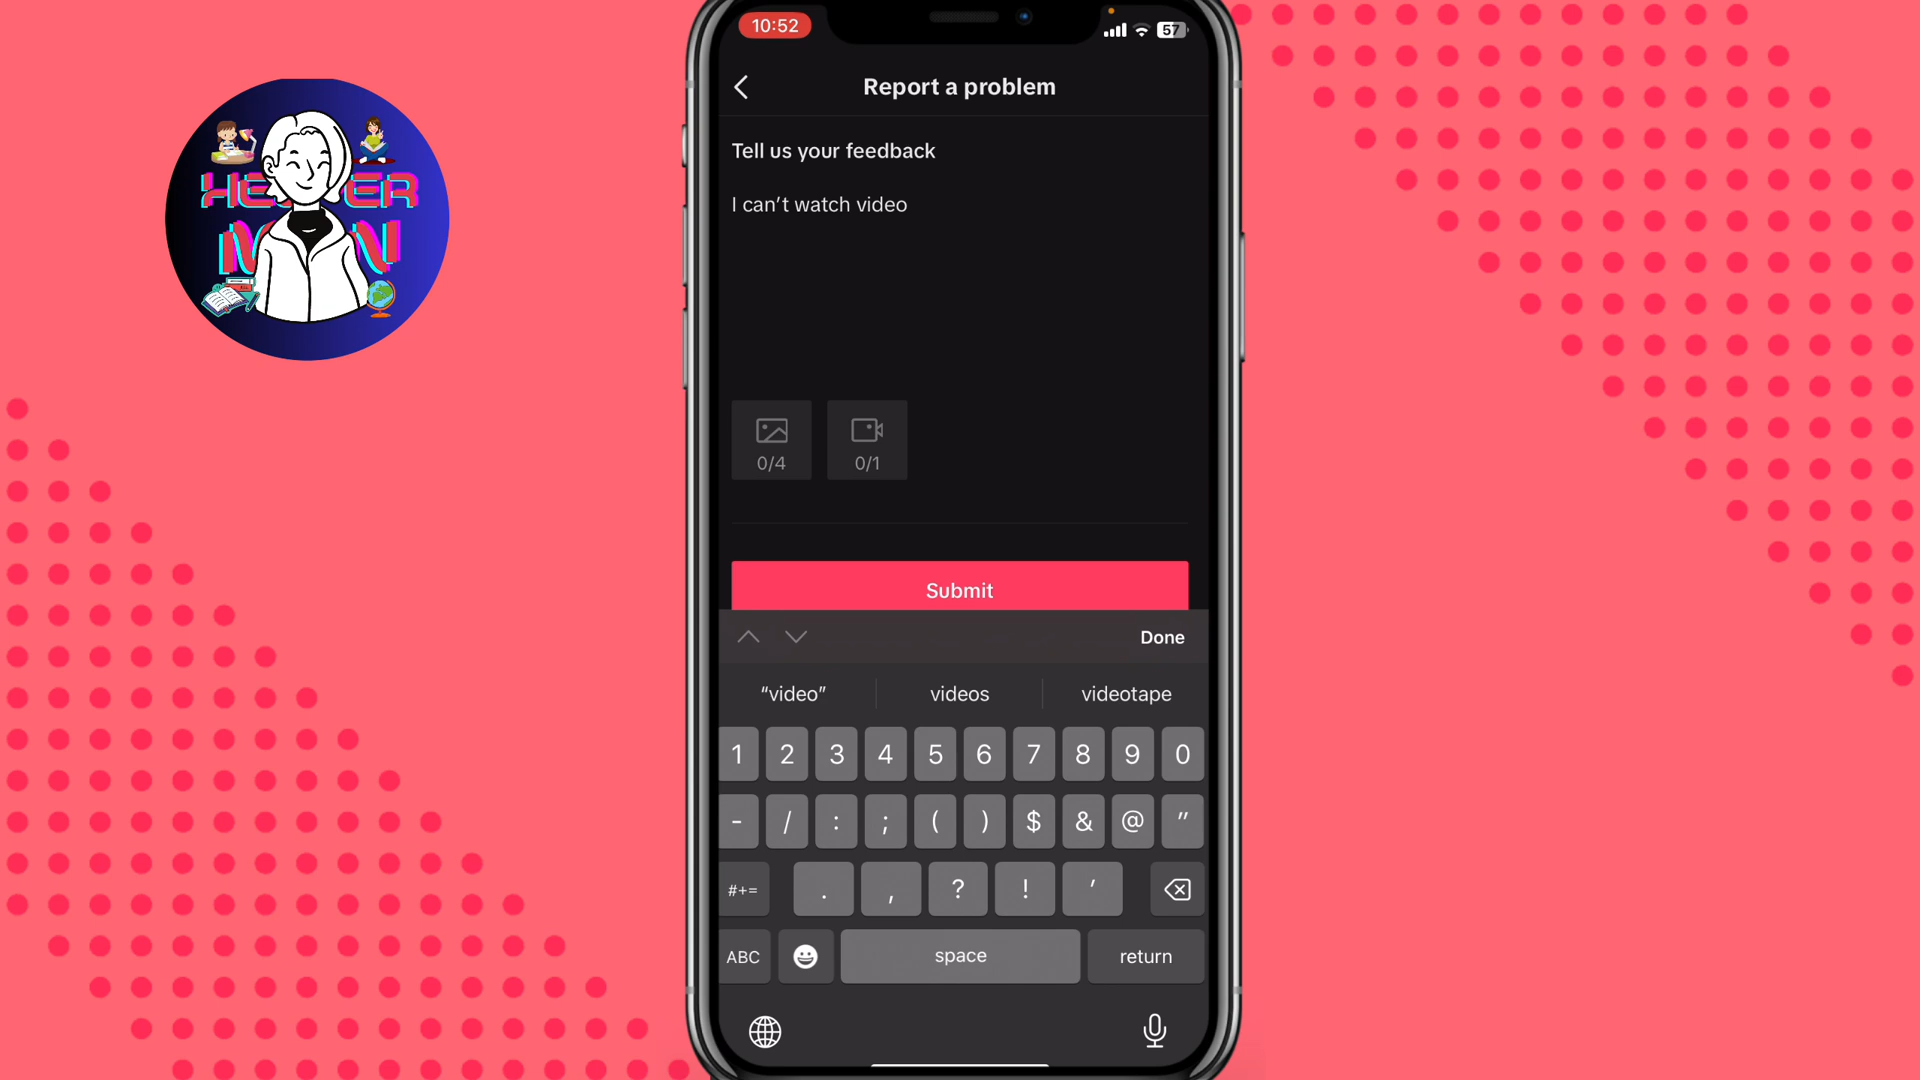 10:52
57
Report a problem
Tell us your feedback
I can’t watch video
0/4
0/1
Submit
Done
“video”
videos
videotape
1 2 3 4 5 6 7 8 9 0
- / : ; ( ) $ & @ ”
#+= . , ? ! ’
ABC
space
return